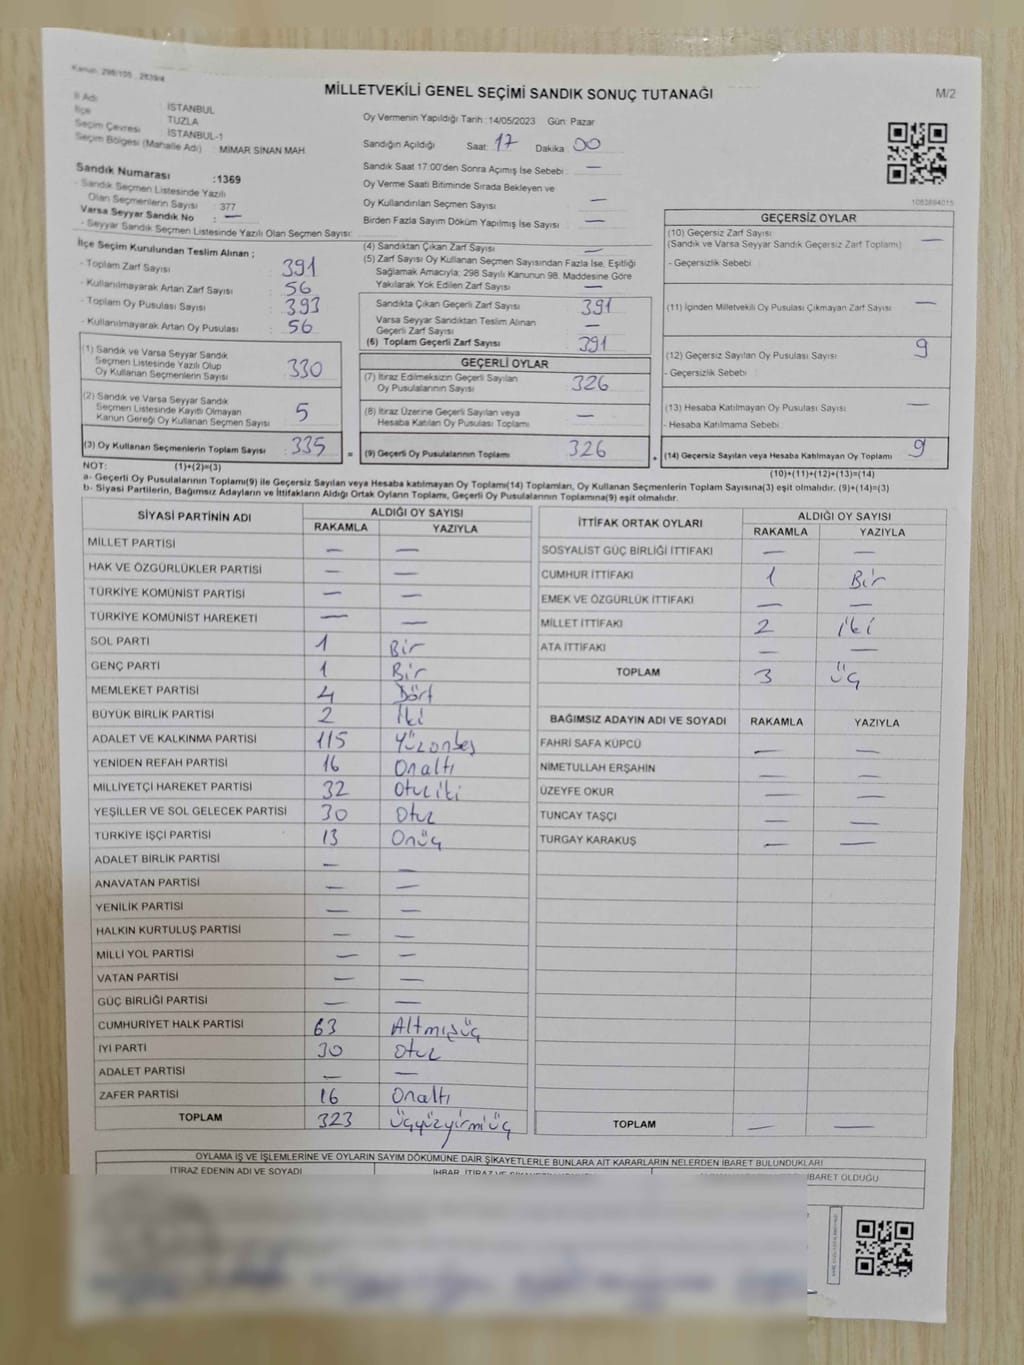 Kanun: 298/105 , 2839/4
MİLLETVEKİLİ GENEL SEÇİMİ SANDIK SONUÇ TUTANAĞI
M/2
İl Adı : İSTANBUL
İlçe : TUZLA
Seçim Çevresi : İSTANBUL-1
Seçim Bölgesi (Mahalle Adı) : MİMAR SİNAN MAH.
Sandık Numarası :1369
- Sandık Seçmen Listesinde Yazılı
Olan Seçmenlerin Sayısı : 377
Varsa Seyyar Sandık No : —
- Seyyar Sandık Seçmen Listesinde Yazılı Olan Seçmen Sayısı:
Oy Vermenin Yapıldığı Tarih :14/05/2023 Gün: Pazar
Sandığın Açıldığı Saat: 17 Dakika 00
Sandık Saat 17:00'den Sonra Açımış İse Sebebi : —
Oy Verme Saati Bitiminde Sırada Bekleyen ve
Oy Kullandırılan Seçmen Sayısı : —
Birden Fazla Sayım Döküm Yapılmış İse Sayısı : —
1083894015
İlçe Seçim Kurulundan Teslim Alınan ;
- Toplam Zarf Sayısı : 391
- Kullanılmayarak Artan Zarf Sayısı : 56
- Toplam Oy Pusulası Sayısı : 393
- Kullanılmayarak Artan Oy Pusulası : 56
(4) Sandıktan Çıkan Zarf Sayısı : —
(5) Zarf Sayısı Oy Kullanan Seçmen Sayısından Fazla İse, Eşitliği
Sağlamak Amacıyla; 298 Sayılı Kanunun 98. Maddesine Göre
Yakılarak Yok Edilen Zarf Sayısı : —
Sandıkta Çıkan Geçerli Zarf Sayısı : 391
Varsa Seyyar Sandıktan Teslim Alınan
Geçerli Zarf Sayısı : —
(6) Toplam Geçerli Zarf Sayısı : 391
GEÇERSİZ OYLAR
(10) Geçersiz Zarf Sayısı : —
(Sandık ve Varsa Seyyar Sandık Geçersiz Zarf Toplamı)
- Geçersizlik Sebebi :
(11) İçinden Milletvekili Oy Pusulası Çıkmayan Zarf Sayısı : —
(12) Geçersiz Sayılan Oy Pusulası Sayısı : 9
- Geçersizlik Sebebi :
(13) Hesaba Katılmayan Oy Pusulası Sayısı : —
- Hesaba Katılmama Sebebi :
(14) Geçersiz Sayılan veya Hesaba Katılmayan Oy Toplamı : 9
(10)+(11)+(12)+(13)=(14)
(1) Sandık ve Varsa Seyyar Sandık
Seçmen Listesinde Yazılı Olup
Oy Kullanan Seçmenlerin Sayısı : 330
(2) Sandık ve Varsa Seyyar Sandık
Seçmen Listesinde Kayıtlı Olmayan
Kanun Gereği Oy Kullanan Seçmen Sayısı : 5
(3) Oy Kullanan Seçmenlerin Toplam Sayısı : 335 =
GEÇERLİ OYLAR
(7) İtiraz Edilmeksizin Geçerli Sayılan
Oy Pusulalarının Sayısı : 326
(8) İtiraz Üzerine Geçerli Sayılan veya
Hesaba Katılan Oy Pusulası Toplamı : —
(9) Geçerli Oy Pusulalarının Toplamı : 326 +
NOT: (1)+(2)=(3)
a- Geçerli Oy Pusulalarının Toplamı(9) ile Geçersiz Sayılan veya Hesaba katılmayan Oy Toplamı(14) Toplamları, Oy Kullanan Seçmenlerin Toplam Sayısına(3) eşit olmalıdır. (9)+(14)=(3)
b- Siyasi Partilerin, Bağımsız Adayların ve İttifakların Aldığı Ortak Oyların Toplamı, Geçerli Oy Pusulalarının Toplamına(9) eşit olmalıdır.
SİYASİ PARTİNİN ADI ALDIĞI OY SAYISI
RAKAMLA YAZIYLA
MİLLET PARTİSİ — —
HAK VE ÖZGÜRLÜKLER PARTİSİ — —
TÜRKİYE KOMÜNİST PARTİSİ — —
TÜRKİYE KOMÜNİST HAREKETİ — —
SOL PARTİ 1 Bir
GENÇ PARTİ 1 Bir
MEMLEKET PARTİSİ 4 Dört
BÜYÜK BİRLİK PARTİSİ 2 İki
ADALET VE KALKINMA PARTİSİ 115 Yüzonbeş
YENİDEN REFAH PARTİSİ 16 Onaltı
MİLLİYETÇİ HAREKET PARTİSİ 32 Otuz iki
YEŞİLLER VE SOL GELECEK PARTİSİ 30 Otuz
TÜRKİYE İŞÇİ PARTİSİ 13 Onüç
ADALET BİRLİK PARTİSİ — —
ANAVATAN PARTİSİ — —
YENİLİK PARTİSİ — —
HALKIN KURTULUŞ PARTİSİ — —
MİLLİ YOL PARTİSİ — —
VATAN PARTİSİ — —
GÜÇ BİRLİĞİ PARTİSİ — —
CUMHURİYET HALK PARTİSİ 63 Altmışüç
İYİ PARTİ 30 Otuz
ADALET PARTİSİ — —
ZAFER PARTİSİ 16 Onaltı
TOPLAM 323 Üçyüzyirmiüç
İTTİFAK ORTAK OYLARI ALDIĞI OY SAYISI
RAKAMLA YAZIYLA
SOSYALİST GÜÇ BİRLİĞİ İTTİFAKI — —
CUMHUR İTTİFAKI 1 Bir
EMEK VE ÖZGÜRLÜK İTTİFAKI — —
MİLLET İTTİFAKI 2 İki
ATA İTTİFAKI — —
TOPLAM 3 Üç
BAĞIMSIZ ADAYIN ADI VE SOYADI RAKAMLA YAZIYLA
FAHRİ SAFA KÜPCÜ — —
NİMETULLAH ERŞAHİN — —
ÜZEYFE OKUR — —
TUNCAY TAŞÇI — —
TURGAY KARAKUŞ — —
TOPLAM — —
OYLAMA İŞ VE İŞLEMLERİNE VE OYLARIN SAYIM DÖKÜMÜNE DAİR ŞİKAYETLERLE BUNLARA AİT KARARLARIN NELERDEN İBARET BULUNDUKLARI
İTİRAZ EDENİN ADI VE SOYADI
İHBAR, İTİRAZ VE
İBARET OLDUĞU